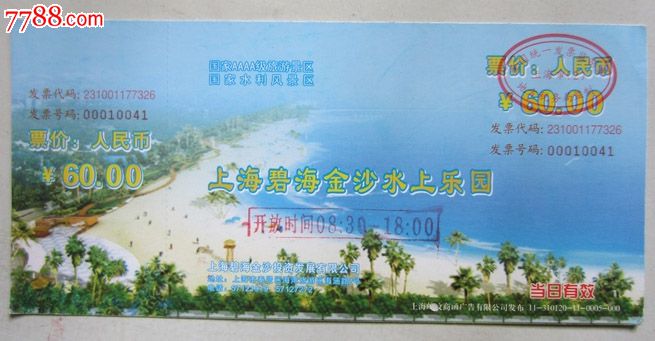 7788.com
国家AAAA级旅游景区
国家水利风景区
发票代码: 231001177326
发票号码: 00010041
票价：人民币
￥60.00
票价：人民币
￥60.00
发票代码: 231001177326
发票号码: 00010041
上海碧海金沙水上乐园
开放时间08:30-18:00
上海碧海金沙投资发展有限公司
当日有效